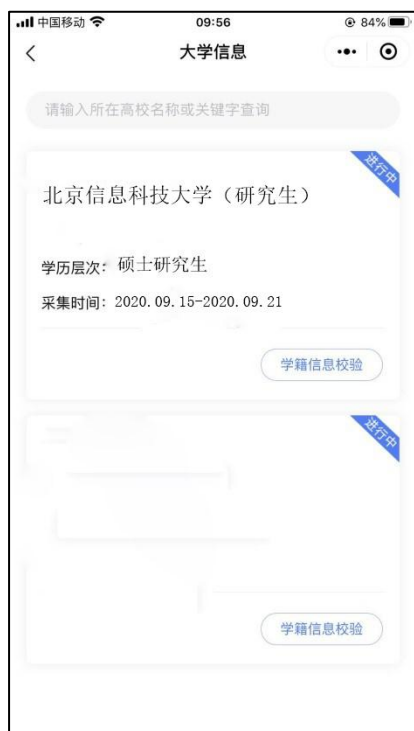 中国移动 09:56 84%
大学信息
请输入所在高校名称或关键字查询
进行中
北京信息科技大学（研究生）
学历层次：硕士研究生
采集时间：2020.09.15-2020.09.21
学籍信息校验
进行中
学籍信息校验